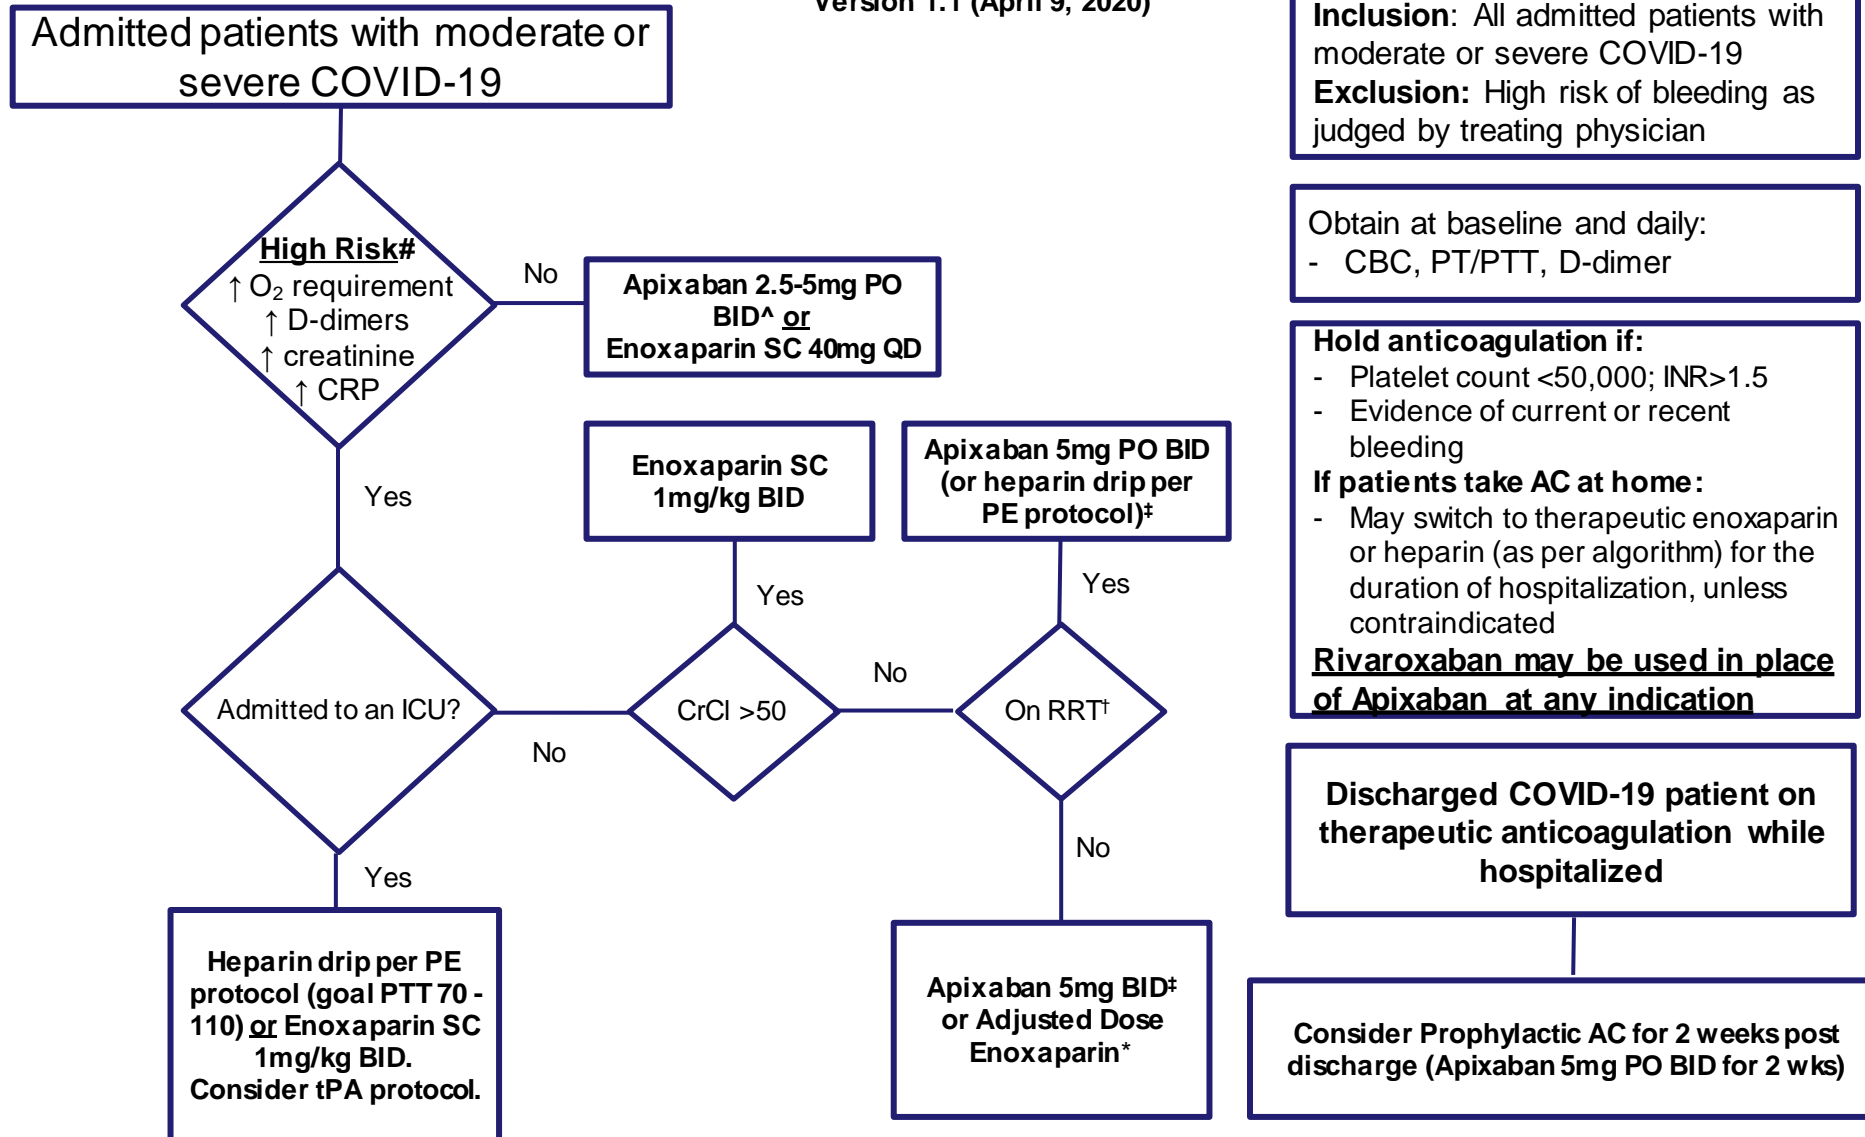 Version 1.1 (April 9, 2020)
Admitted patients with moderate or
severe COVID-19
High Risk#
↑ O₂ requirement
↑ D-dimers
↑ creatinine
↑ CRP
No
Apixaban 2.5-5mg PO
BID^ or
Enoxaparin SC 40mg QD
Yes
Admitted to an ICU?
No
Yes
Heparin drip per PE
protocol (goal PTT 70 -
110) or Enoxaparin SC
1mg/kg BID.
Consider tPA protocol.
Enoxaparin SC
1mg/kg BID
Yes
CrCl >50
No
Apixaban 5mg PO BID
(or heparin drip per
PE protocol)‡
Yes
On RRT†
No
Apixaban 5mg BID‡
or Adjusted Dose
Enoxaparin*
Inclusion: All admitted patients with
moderate or severe COVID-19
Exclusion: High risk of bleeding as
judged by treating physician
Obtain at baseline and daily:
- CBC, PT/PTT, D-dimer
Hold anticoagulation if:
- Platelet count <50,000; INR>1.5
- Evidence of current or recent
bleeding
If patients take AC at home:
- May switch to therapeutic enoxaparin
or heparin (as per algorithm) for the
duration of hospitalization, unless
contraindicated
Rivaroxaban may be used in place
of Apixaban at any indication
Discharged COVID-19 patient on
therapeutic anticoagulation while
hospitalized
Consider Prophylactic AC for 2 weeks post
discharge (Apixaban 5mg PO BID for 2 wks)